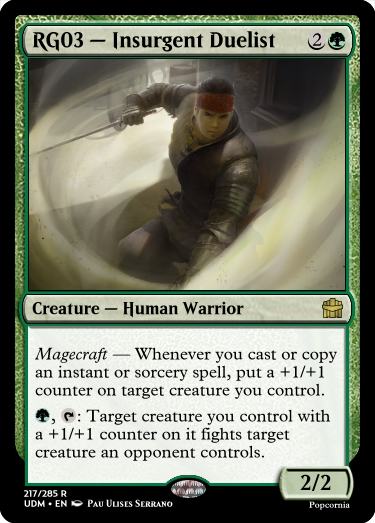 RG03 — Insurgent Duelist 2
Creature — Human Warrior
Magecraft — Whenever you cast or copy
an instant or sorcery spell, put a +1/+1
counter on target creature you control.
, : Target creature you control with
a +1/+1 counter on it fights target
creature an opponent controls.
2/2
217/285 R
UDM • EN PAU ULISES SERRANO
Popcornia